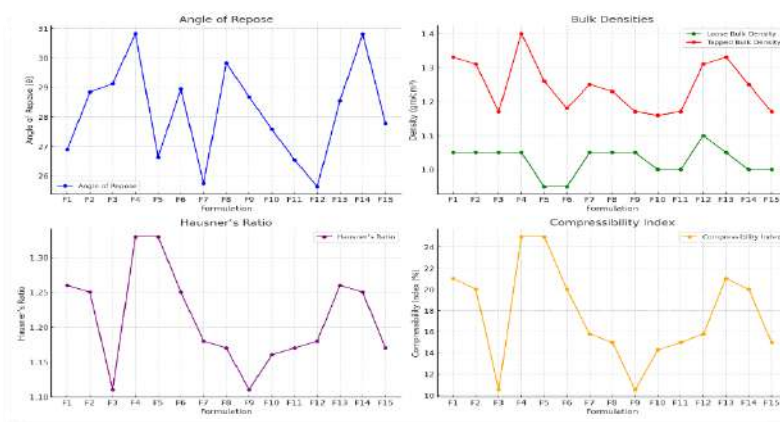 Angle of Repose
31
30
29
28
27
26
Angle of Repose (θ)
Angle of Repose
F1 F2 F3 F4 F5 F6 F7 F8 F9 F10 F11 F12 F13 F14 F15
Formulation
Bulk Densities
1.4
1.3
1.2
1.1
1.0
Density (gm/cm³)
Loose Bulk Density
Tapped Bulk Density
F1 F2 F3 F4 F5 F6 F7 F8 F9 F10 F11 F12 F13 F14 F15
Formulation
Hausner's Ratio
1.30
1.25
1.20
1.15
1.10
Hausner's Ratio
Hausner's Ratio
F1 F2 F3 F4 F5 F6 F7 F8 F9 F10 F11 F12 F13 F14 F15
Formulation
Compressibility Index
24
22
20
18
16
14
12
10
Compressibility Index (%)
Compressibility Index
F1 F2 F3 F4 F5 F6 F7 F8 F9 F10 F11 F12 F13 F14 F15
Formulation